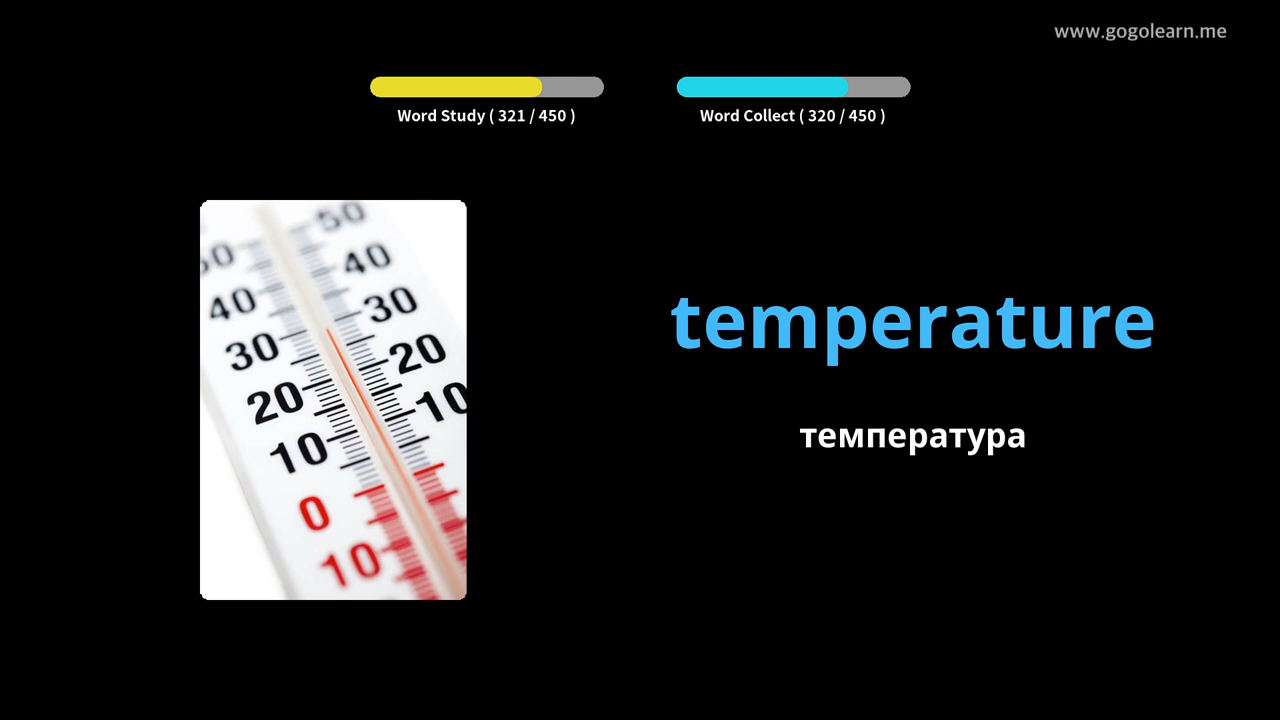 www.gogolearn.me
Word Study ( 321 / 450 )
Word Collect ( 320 / 450 )
50
40
40
30
30
20
20
10
10
0
10
temperature
температура